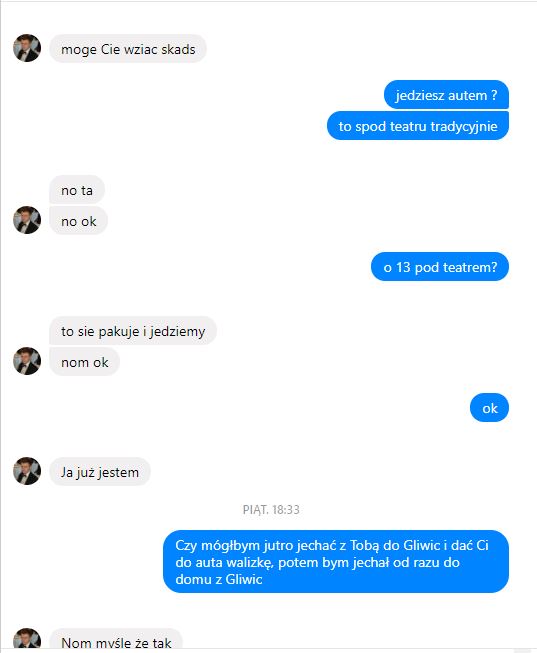 moge Cie wziac skads
jedziesz autem ?
to spod teatru tradycyjnie
no ta
no ok
o 13 pod teatrem?
to sie pakuje i jedziemy
nom ok
ok
Ja już jestem
PIĄT. 18:33
Czy mógłbym jutro jechać z Tobą do Gliwic i dać Ci
do auta walizkę, potem bym jechał od razu do
domu z Gliwic
Nom myśle że tak